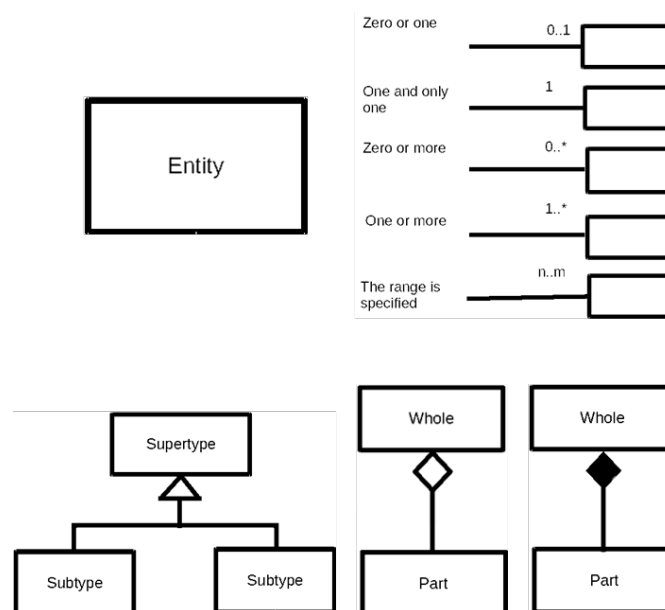 Zero or one
0..1
One and only
one
1
Zero or more
0..*
One or more
1..*
The range is
specified
n..m
Entity
Supertype
Subtype
Subtype
Whole
Part
Whole
Part